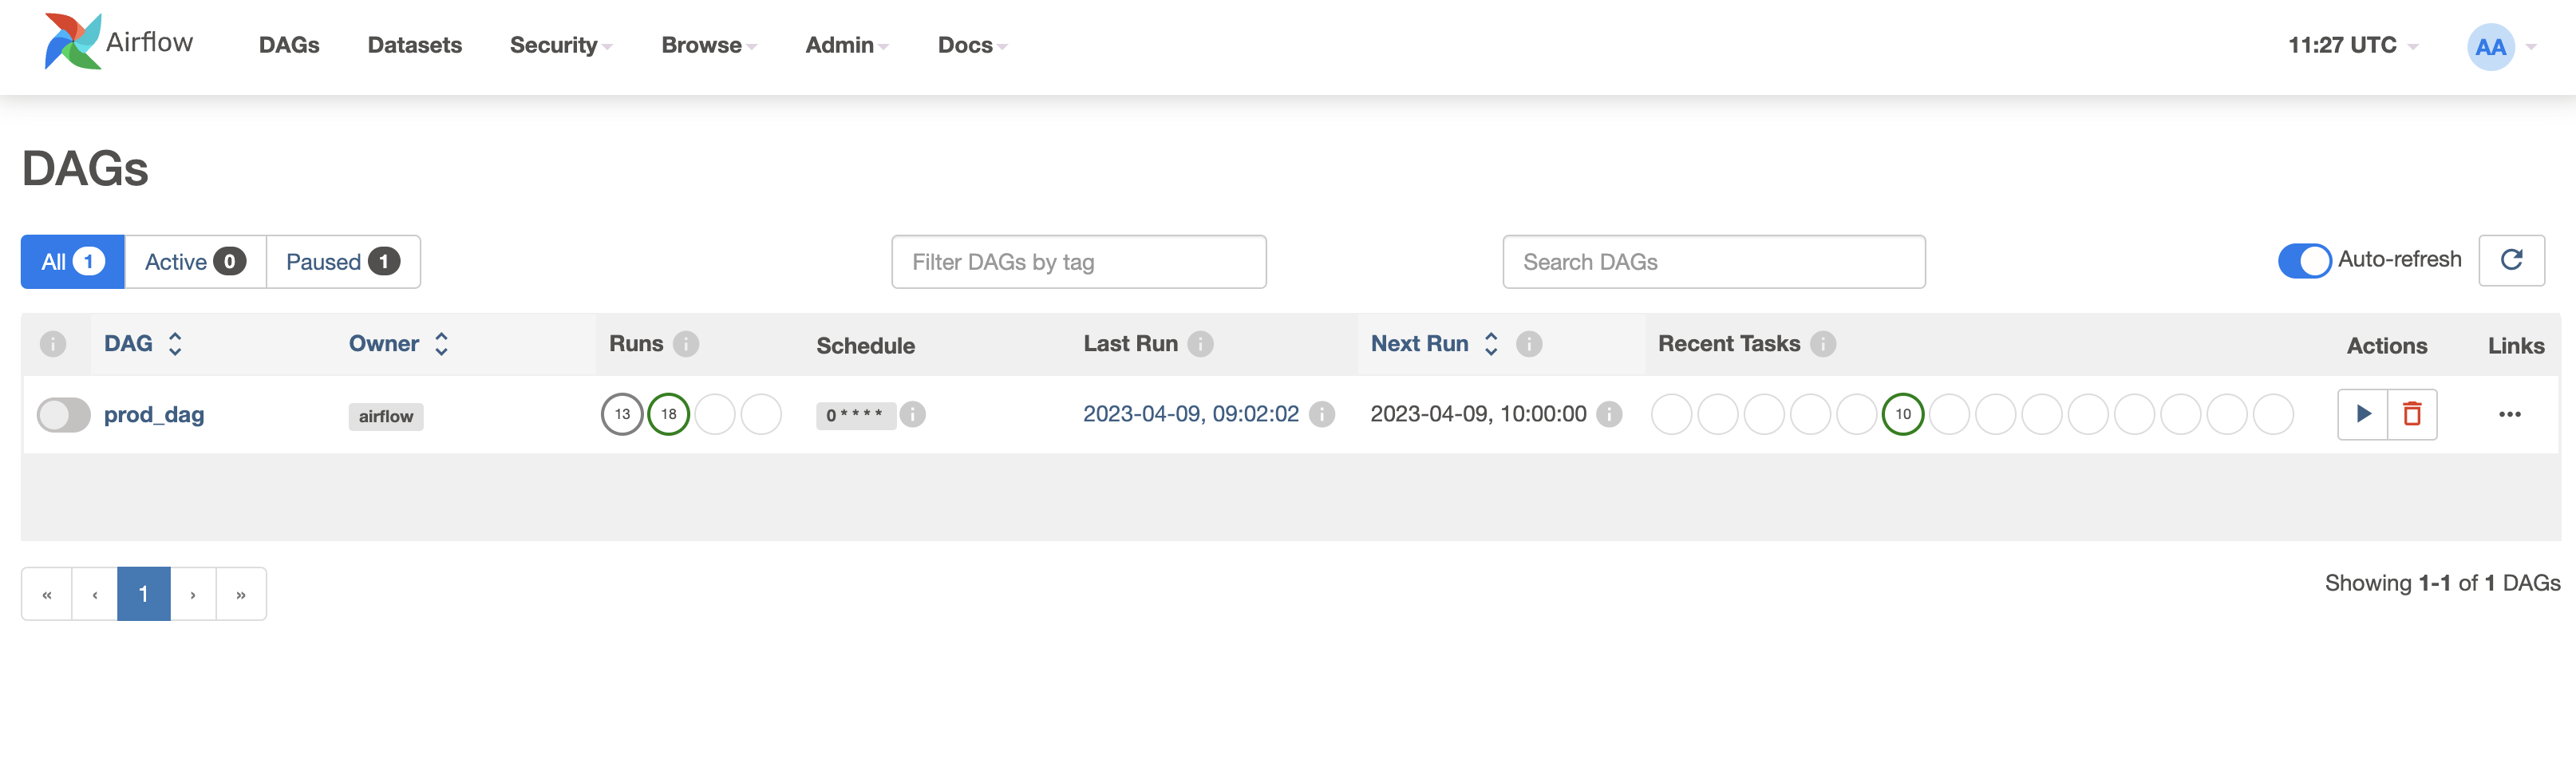 Airflow DAGs Datasets Security Browse Admin Docs 11:27 UTC AA
DAGs
All 1 Active 0 Paused 1 Filter DAGs by tag Search DAGs Auto-refresh
i DAG Owner Runs i Schedule Last Run i Next Run i Recent Tasks i Actions Links
prod_dag airflow 13 18 0 * * * * i 2023-04-09, 09:02:02 i 2023-04-09, 10:00:00 i 10 •••
« ‹ 1 › » Showing 1-1 of 1 DAGs